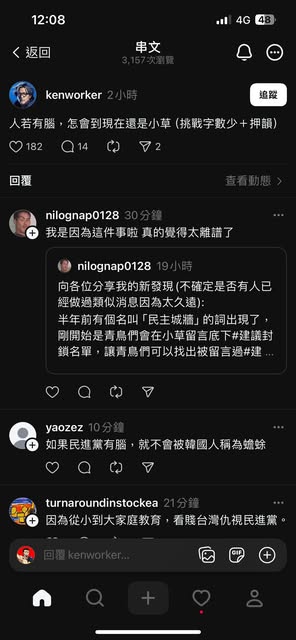 12:08
4G 48
返回
串文
3,157次瀏覽
kenworker 2小時
追蹤
人若有腦，怎會到現在還是小草 (挑戰字數少＋押韻)
182 14 2
回覆
查看動態
nilognap0128 30分鐘
我是因為這件事啦 真的覺得太離譜了
nilognap0128 19小時
向各位分享我的新發現 (不確定是否有人已
經做過類似消息因為太久遠):
半年前有個名叫「民主城牆」的詞出現了，
剛開始是青鳥們會在小草留言底下#建議封
鎖名單，讓青鳥們可以找出被留言過#建 ...
yaozez 10分鐘
如果民進黨有腦，就不會被韓國人稱為蟾蜍
turnaroundinstockea 21分鐘
因為從小到大家庭教育，看賤台灣仇視民進黨。
回覆 kenworker...
GIF